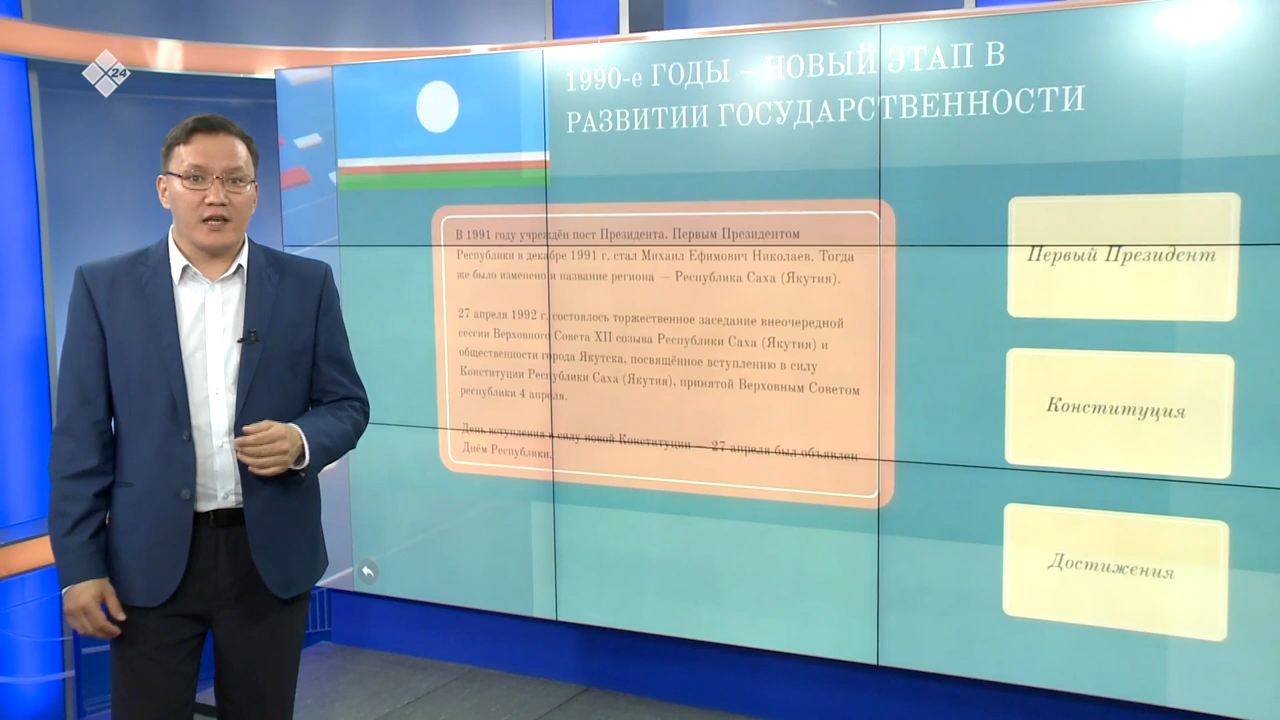 24
1990-е ГОДЫ – НОВЫЙ ЭТАП В
РАЗВИТИИ ГОСУДАРСТВЕННОСТИ
В 1991 году учреждён пост Президента. Первым Президентом
Республики в декабре 1991 г. стал Михаил Ефимович Николаев. Тогда
же было изменено и название региона — Республика Саха (Якутия).
27 апреля 1992 г. состоялось торжественное заседание внеочередной
сессии Верховного Совета XII созыва Республики Саха (Якутия) и
общественности города Якутска, посвящённое вступлению в силу
Конституции Республики Саха (Якутия), принятой Верховным Советом
республики 4 апреля.
День вступления в силу новой Конституции — 27 апреля был объявлен
Днём Республики.
Первый Президент
Конституция
Достижения